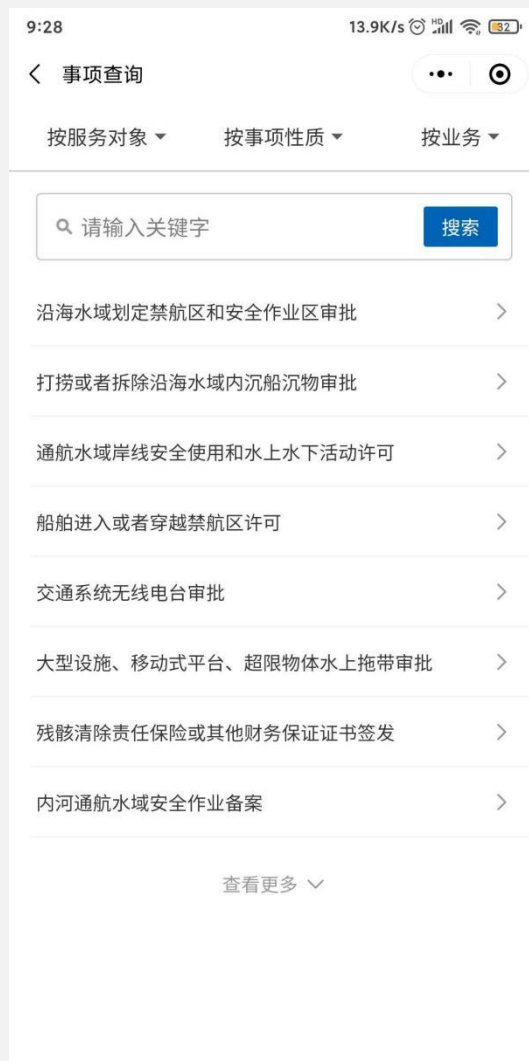 9:28
13.9K/s HD 32
事项查询
按服务对象 按事项性质 按业务
请输入关键字 搜索
沿海水域划定禁航区和安全作业区审批
打捞或者拆除沿海水域内沉船沉物审批
通航水域岸线安全使用和水上水下活动许可
船舶进入或者穿越禁航区许可
交通系统无线电台审批
大型设施、移动式平台、超限物体水上拖带审批
残骸清除责任保险或其他财务保证证书签发
内河通航水域安全作业备案
查看更多